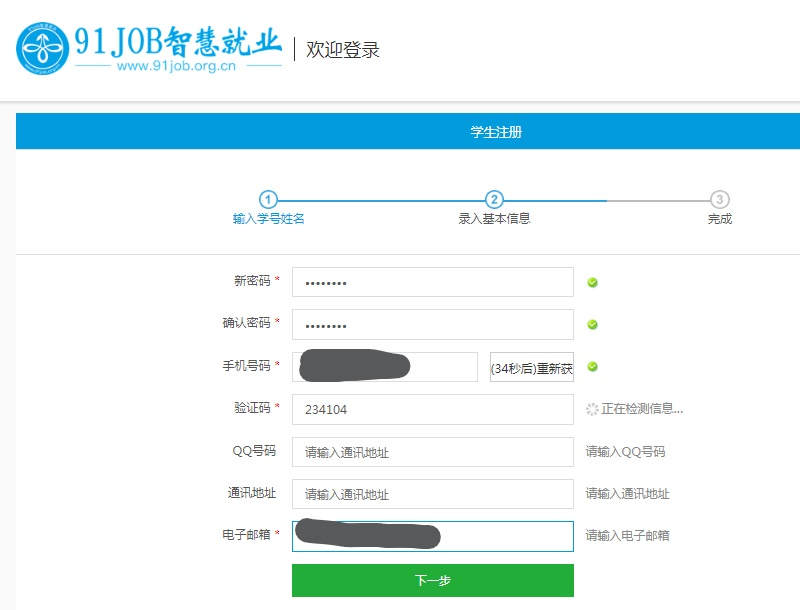 91JOB智慧就业
www.91job.org.cn
欢迎登录
学生注册
1 2 3
输入学号姓名 录入基本信息 完成
新密码 * ••••••••
确认密码 * ••••••••
手机号码 * (34秒后)重新获
验证码 * 234104 正在检测信息...
QQ号码 请输入通讯地址 请输入QQ号码
通讯地址 请输入通讯地址 请输入通讯地址
电子邮箱 * 请输入电子邮箱
下一步